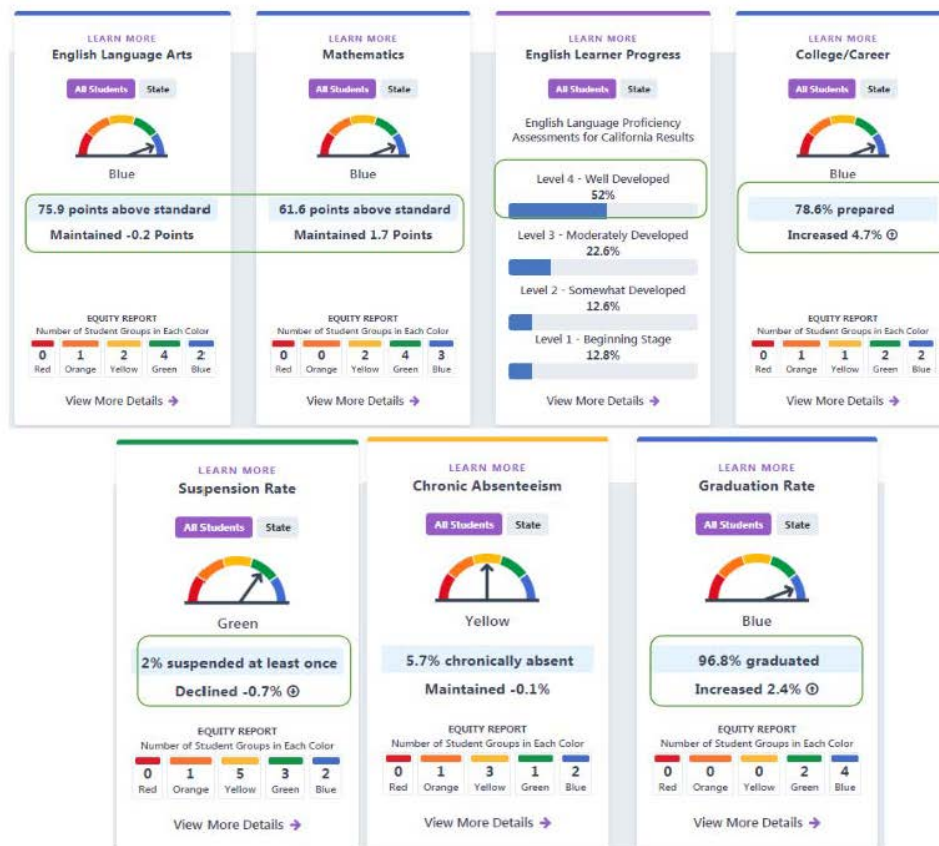 LEARN MORE
English Language Arts
All Students State
Blue
75.9 points above standard
Maintained -0.2 Points
EQUITY REPORT
Number of Student Groups in Each Color
0 1 2 4 2
Red Orange Yellow Green Blue
View More Details →
LEARN MORE
Mathematics
All Students State
Blue
61.6 points above standard
Maintained 1.7 Points
EQUITY REPORT
Number of Student Groups in Each Color
0 0 2 4 3
Red Orange Yellow Green Blue
View More Details →
LEARN MORE
English Learner Progress
All Students State
English Language Proficiency
Assessments for California Results
Level 4 - Well Developed
52%
Level 3 - Moderately Developed
22.6%
Level 2 - Somewhat Developed
12.6%
Level 1 - Beginning Stage
12.8%
View More Details →
LEARN MORE
College/Career
All Students State
Blue
78.6% prepared
Increased 4.7%
EQUITY REPORT
Number of Student Groups in Each Color
0 1 1 2 2
Red Orange Yellow Green Blue
View More Details →
LEARN MORE
Suspension Rate
All Students State
Green
2% suspended at least once
Declined -0.7%
EQUITY REPORT
Number of Student Groups in Each Color
0 1 5 3 2
Red Orange Yellow Green Blue
View More Details →
LEARN MORE
Chronic Absenteeism
All Students State
Yellow
5.7% chronically absent
Maintained -0.1%
EQUITY REPORT
Number of Student Groups in Each Color
0 1 3 1 2
Red Orange Yellow Green Blue
View More Details →
LEARN MORE
Graduation Rate
All Students State
Blue
96.8% graduated
Increased 2.4%
EQUITY REPORT
Number of Student Groups in Each Color
0 0 0 2 4
Red Orange Yellow Green Blue
View More Details →